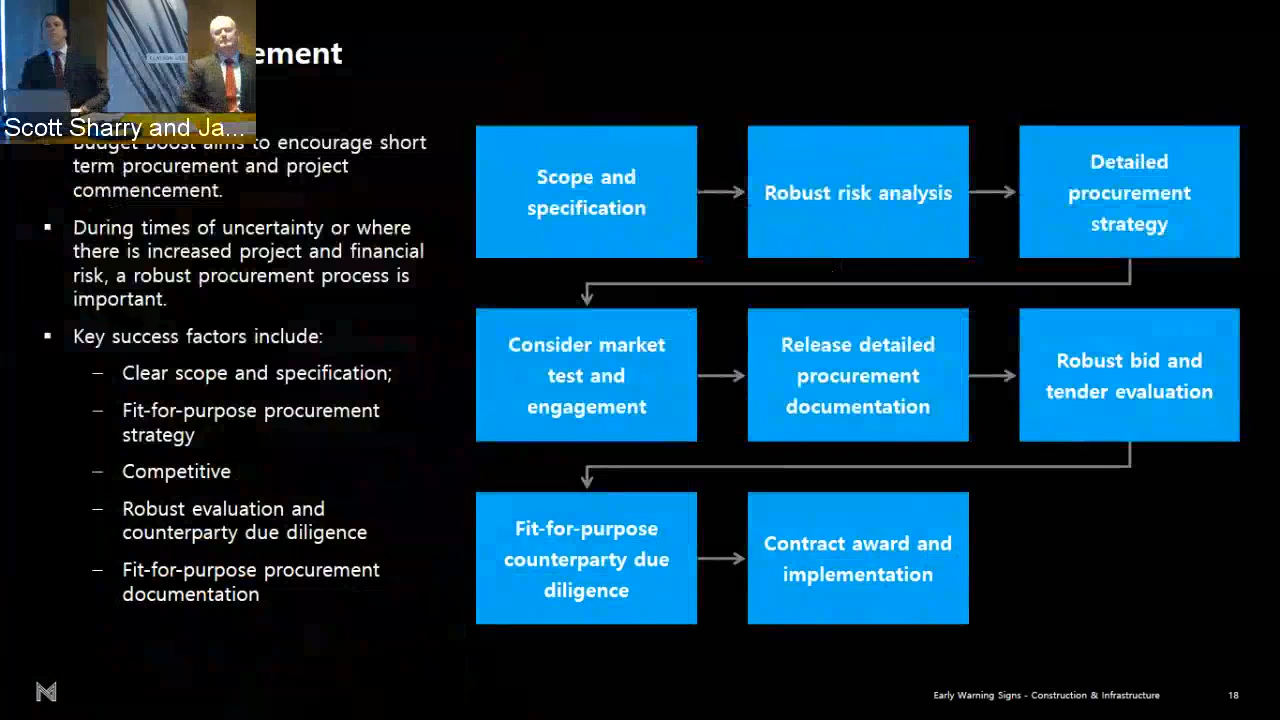 ement
Scott Sharry and Ja...
Budget boost aims to encourage short
term procurement and project
commencement.
During times of uncertainty or where
there is increased project and financial
risk, a robust procurement process is
important.
Key success factors include:
– Clear scope and specification;
– Fit-for-purpose procurement
strategy
– Competitive
– Robust evaluation and
counterparty due diligence
– Fit-for-purpose procurement
documentation
Scope and
specification
Robust risk analysis
Detailed
procurement
strategy
Consider market
test and
engagement
Release detailed
procurement
documentation
Robust bid and
tender evaluation
Fit-for-purpose
counterparty due
diligence
Contract award and
implementation
Early Warning Signs - Construction & Infrastructure
18